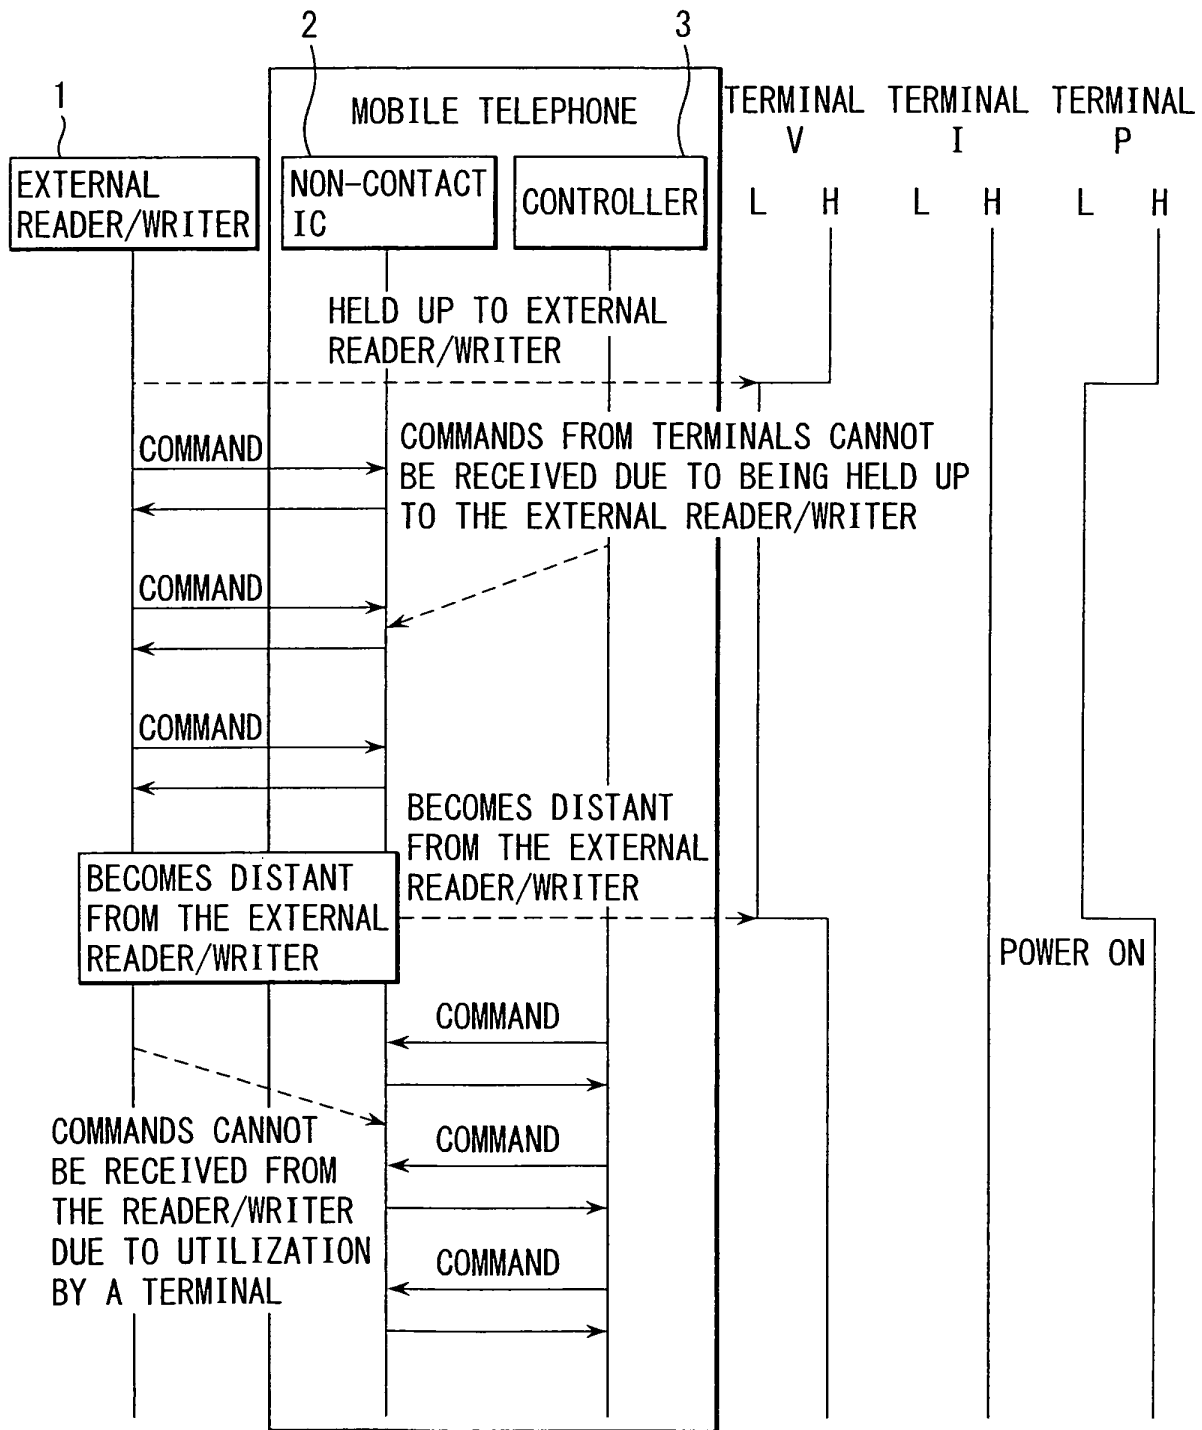 2
3
1
MOBILE TELEPHONE
TERMINAL V
TERMINAL I
TERMINAL P
EXTERNAL
READER/WRITER
NON-CONTACT
IC
CONTROLLER
L H L H L H
HELD UP TO EXTERNAL
READER/WRITER
COMMAND
COMMANDS FROM TERMINALS CANNOT
BE RECEIVED DUE TO BEING HELD UP
TO THE EXTERNAL READER/WRITER
COMMAND
COMMAND
BECOMES DISTANT
FROM THE EXTERNAL
READER/WRITER
BECOMES DISTANT
FROM THE EXTERNAL
READER/WRITER
POWER ON
COMMAND
COMMANDS CANNOT
BE RECEIVED FROM
THE READER/WRITER
DUE TO UTILIZATION
BY A TERMINAL
COMMAND
COMMAND